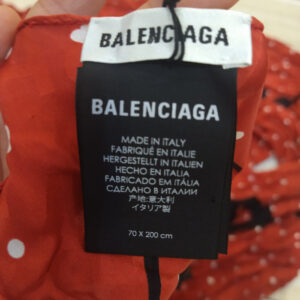 BALENCIAGA
BALENCIAGA
MADE IN ITALY
FABRIQUÉ EN ITALIE
HERGESTELLT IN ITALIEN
HECHO EN ITALIA
FABRICADO EM ITÁLIA
СДЕЛАНО В ИТАЛИИ
产地:意大利
イタリア製
70 X 200 cm